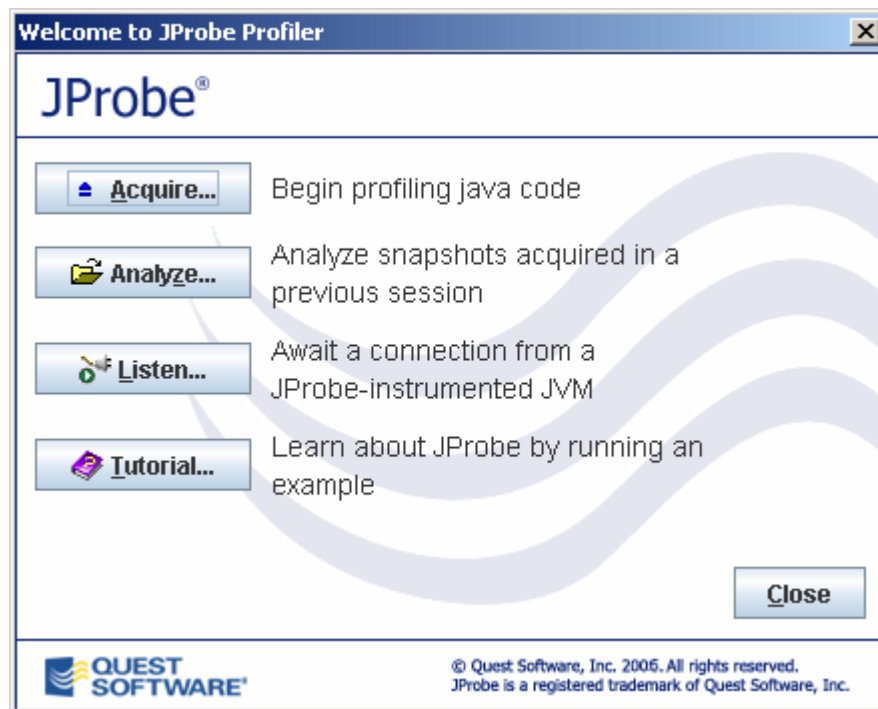 Welcome to JProbe Profiler
JProbe®
Acquire...
Begin profiling java code
Analyze...
Analyze snapshots acquired in a
previous session
Listen...
Await a connection from a
JProbe-instrumented JVM
Tutorial...
Learn about JProbe by running an
example
Close
QUEST
SOFTWARE®
© Quest Software, Inc. 2006. All rights reserved.
JProbe is a registered trademark of Quest Software, Inc.